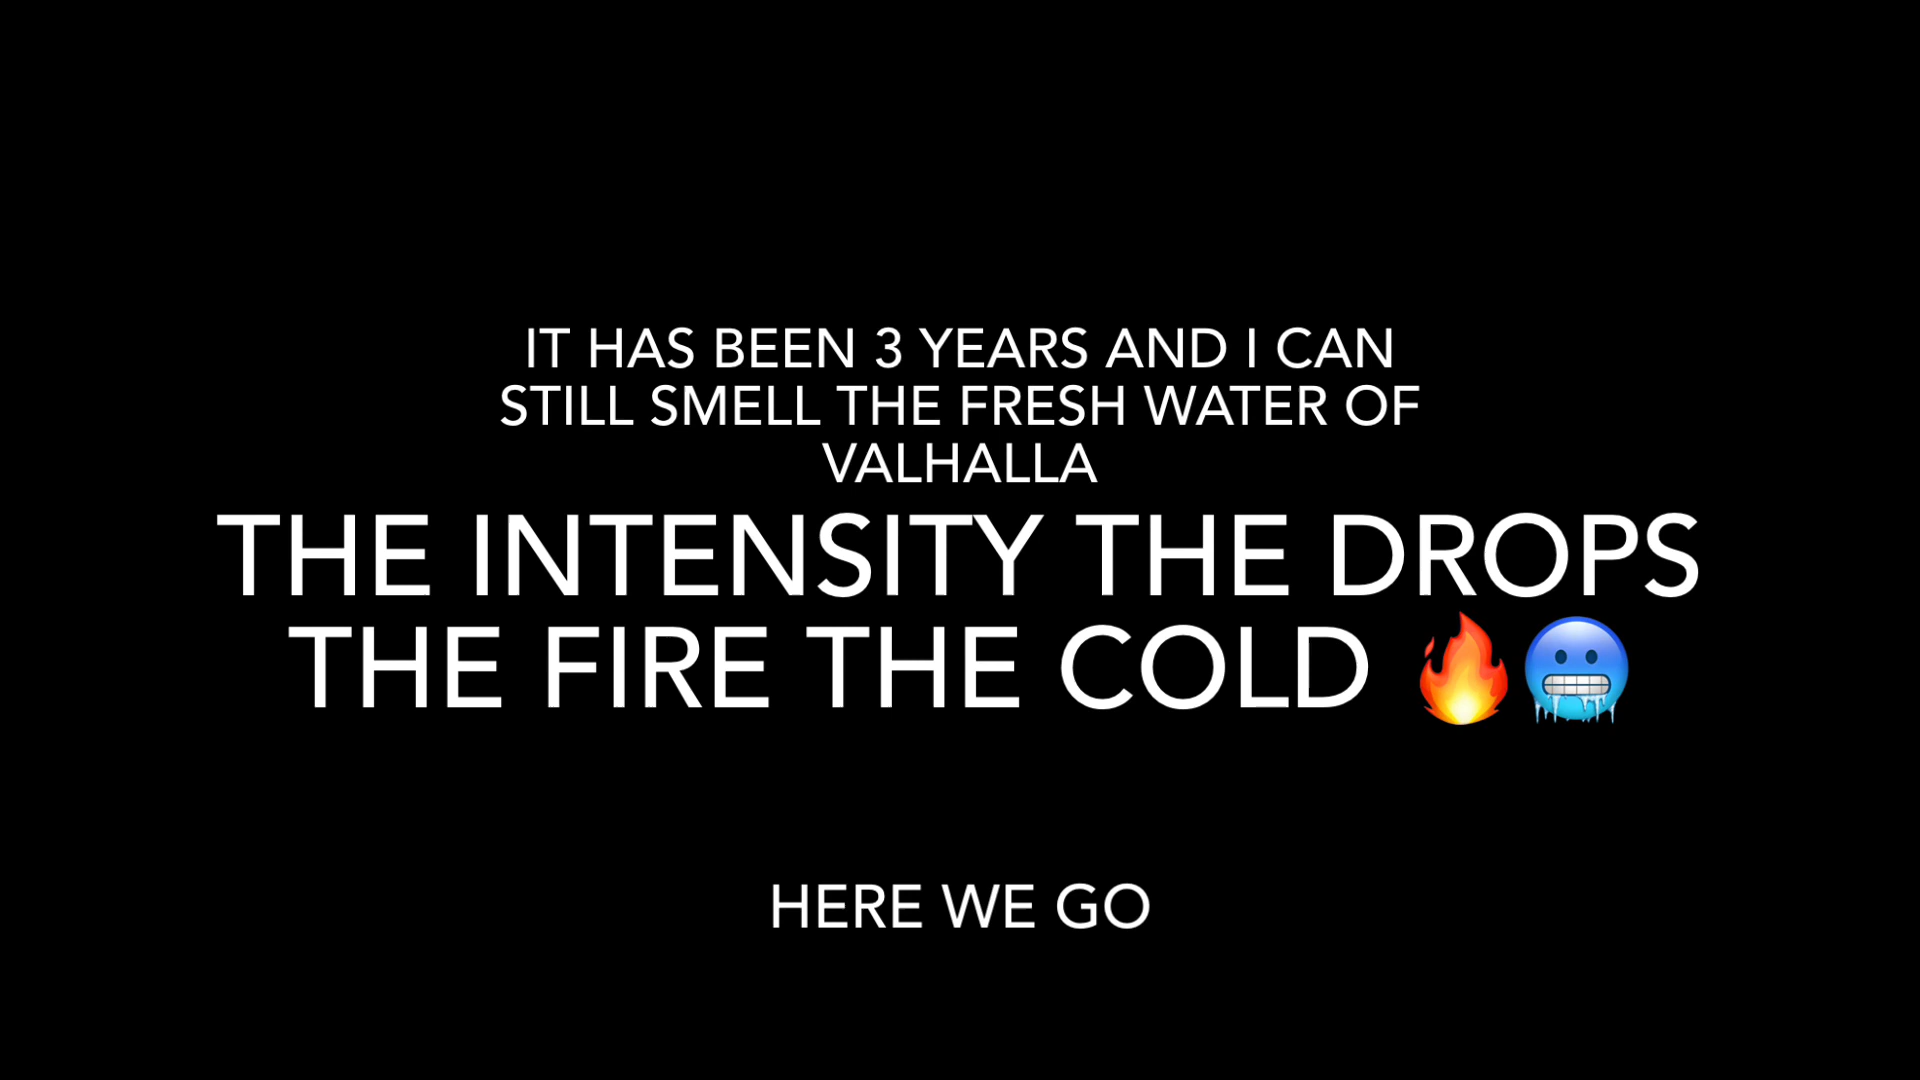 IT HAS BEEN 3 YEARS AND I CAN
STILL SMELL THE FRESH WATER OF
VALHALLA
THE INTENSITY THE DROPS
THE FIRE THE COLD 🔥🥶
HERE WE GO